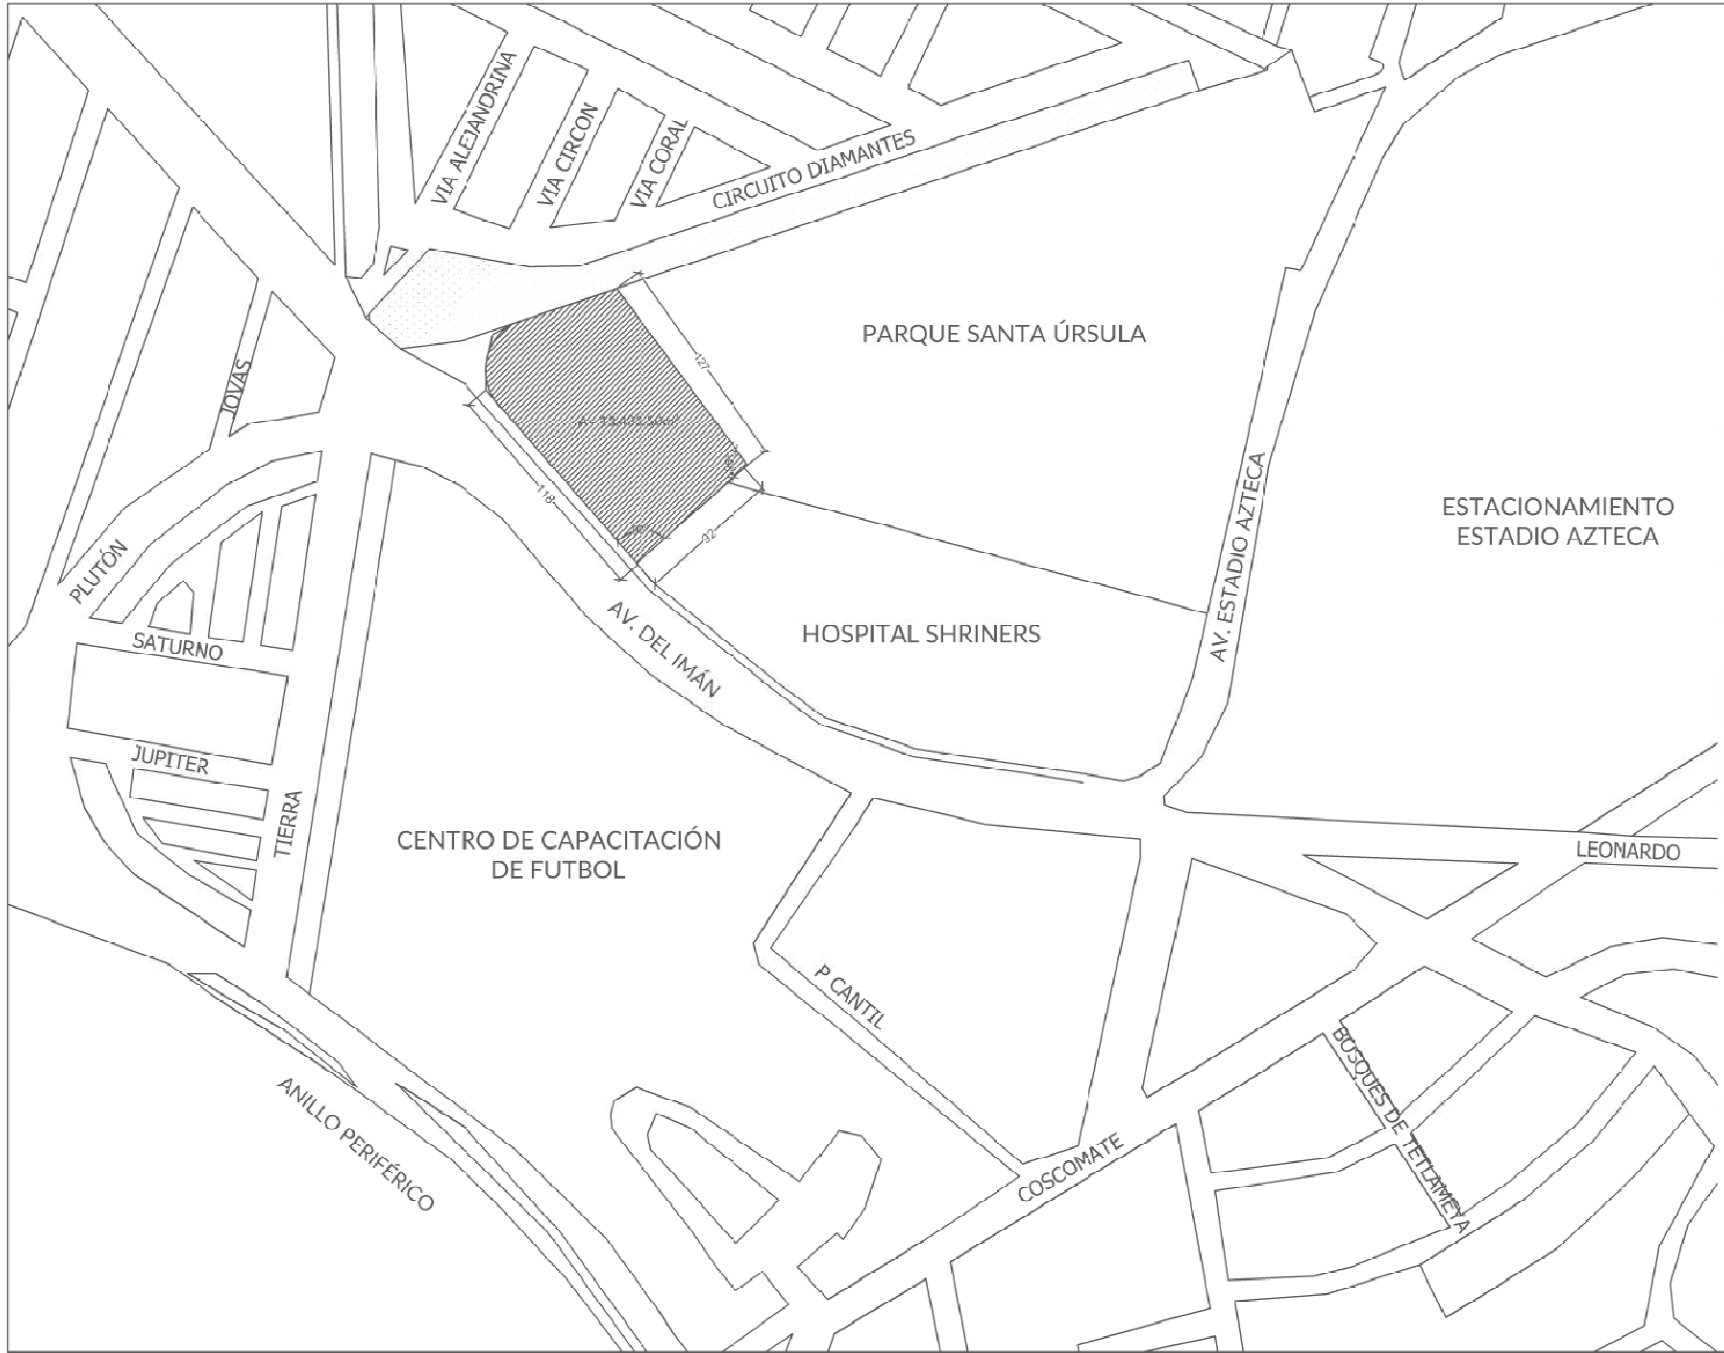 VIA ALEJANDRINA
VIA CIRCON
VIA CORAL
CIRCUITO DIAMANTES
PARQUE SANTA ÚRSULA
127
JOVAS
118
92
ESTACIONAMIENTO
ESTADIO AZTECA
AV. ESTADIO AZTECA
PLUTÓN
SATURNO
AV. DEL IMÁN
HOSPITAL SHRINERS
JUPITER
TIERRA
CENTRO DE CAPACITACIÓN
DE FUTBOL
LEONARDO
P CANTIL
BOSQUES DE TETLAMEYA
ANILLO PERIFÉRICO
COSCOMATE